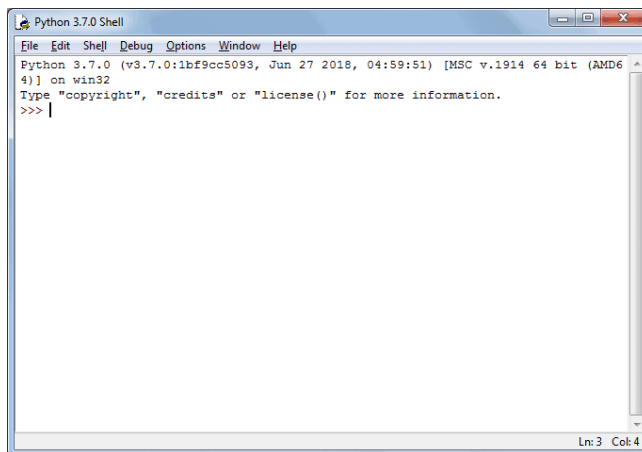 Python 3.7.0 Shell
File Edit Shell Debug Options Window Help
Python 3.7.0 (v3.7.0:1bf9cc5093, Jun 27 2018, 04:59:51) [MSC v.1914 64 bit (AMD6
4)] on win32
Type "copyright", "credits" or "license()" for more information.
>>>
Ln: 3 Col: 4